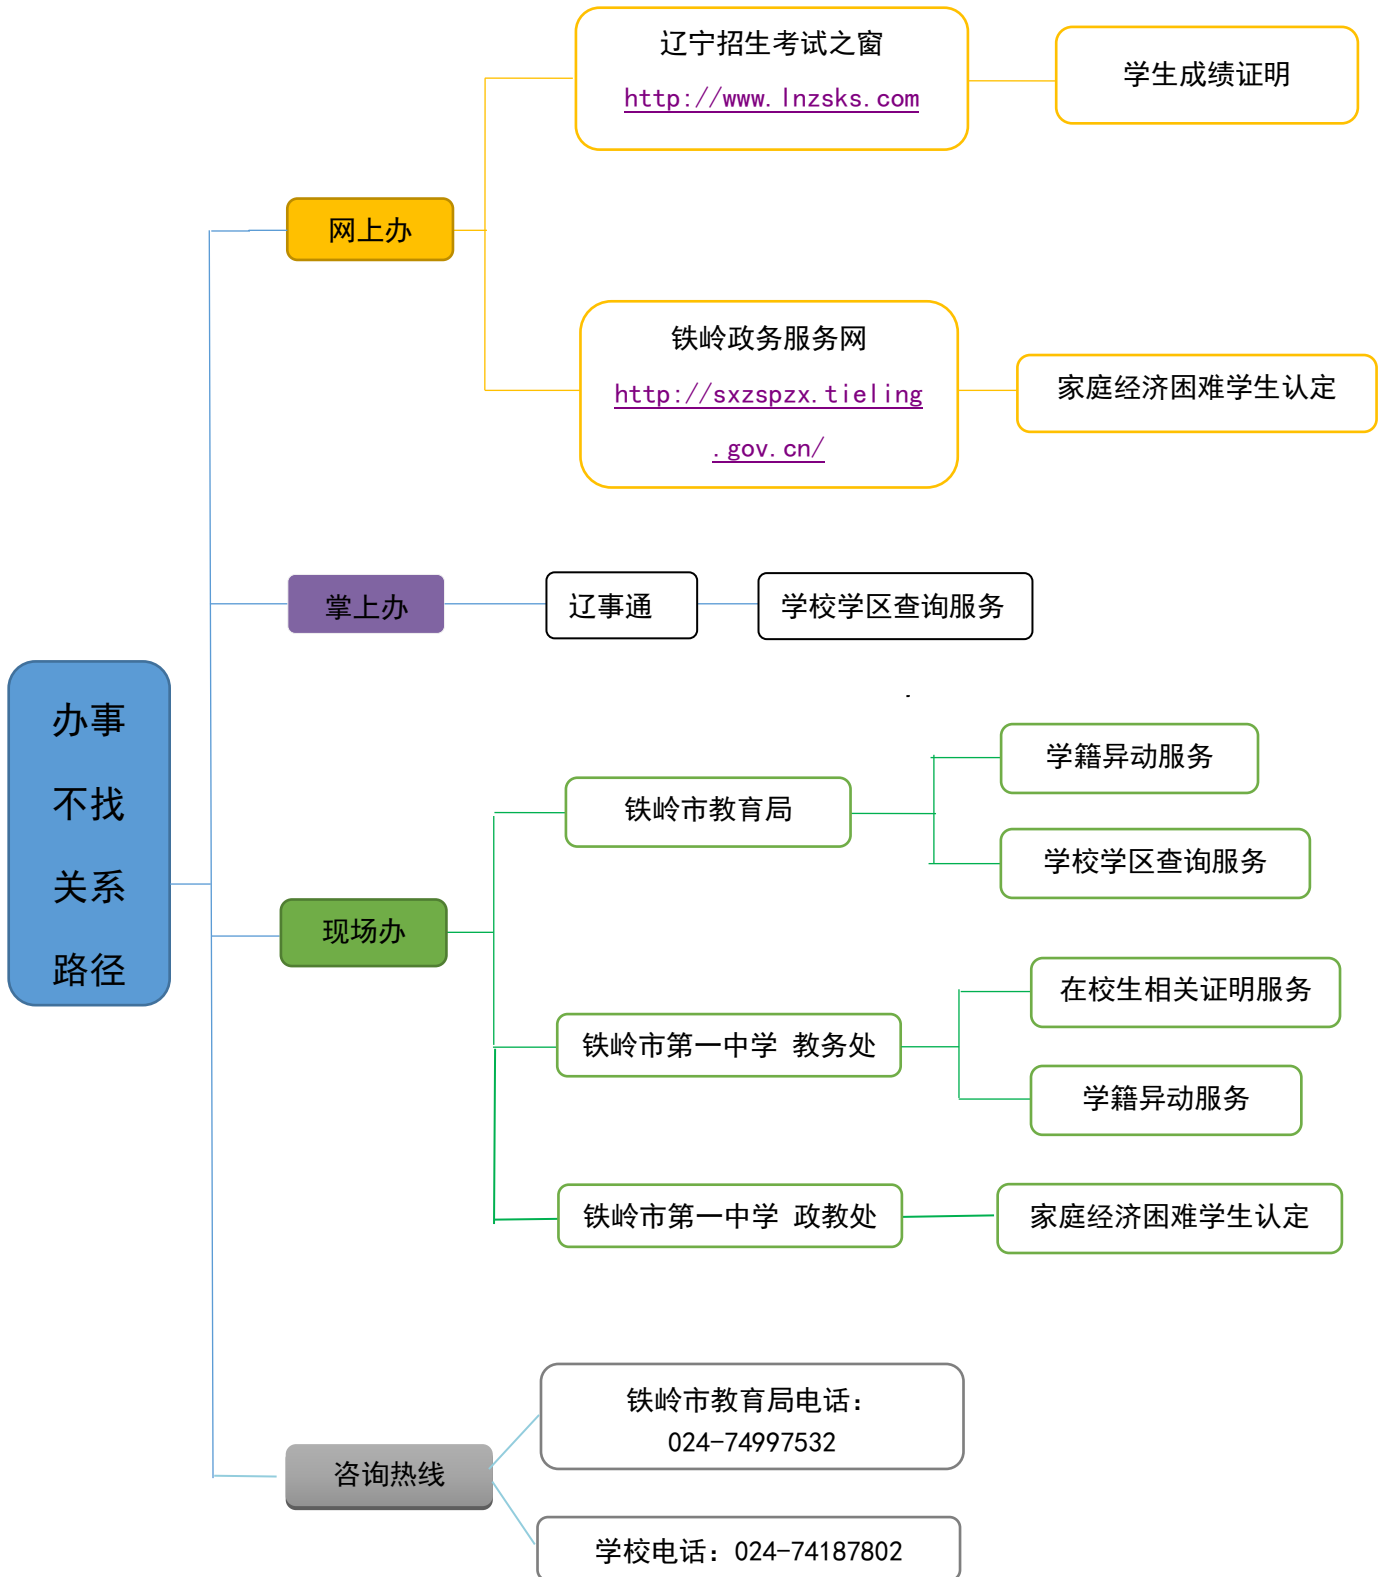 辽宁招生考试之窗
http://www.lnzsks.com
学生成绩证明
网上办
铁岭政务服务网
http://sxzspzx.tieling
.gov.cn/
家庭经济困难学生认定
掌上办
辽事通
学校学区查询服务
办事
不找
关系
路径
现场办
铁岭市教育局
学籍异动服务
学校学区查询服务
铁岭市第一中学 教务处
在校生相关证明服务
学籍异动服务
铁岭市第一中学 政教处
家庭经济困难学生认定
咨询热线
铁岭市教育局电话：
024-74997532
学校电话：024-74187802